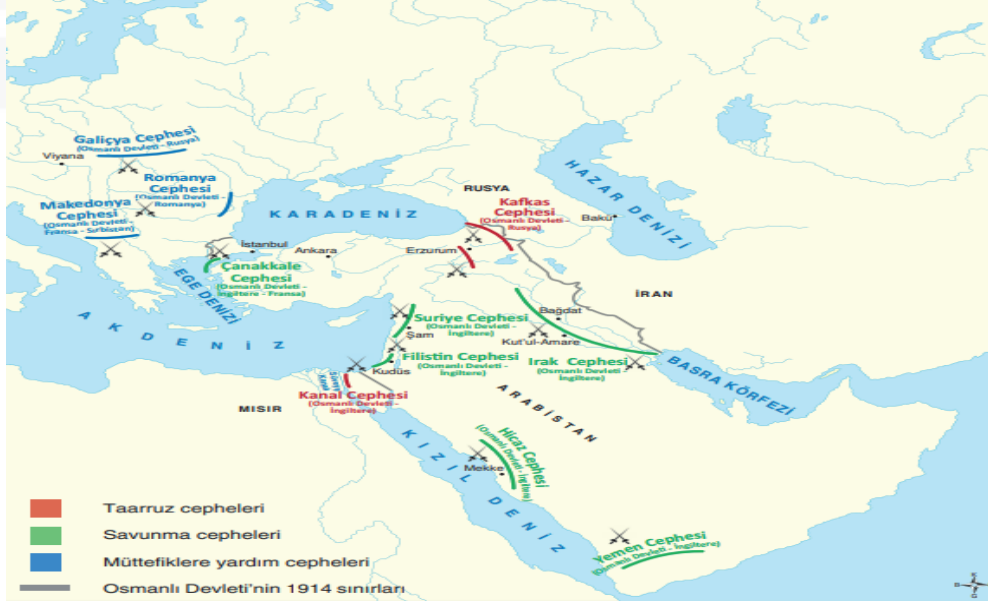 Galiçya Cephesi
(Osmanlı Devleti - Rusya)
Viyana
Romanya
Cephesi
(Osmanlı Devleti -
Romanya)
Makedonya
Cephesi
(Osmanlı Devleti -
Fransa - Sırbistan)
KARADENİZ
RUSYA
Kafkas
Cephesi
(Osmanlı Devleti -
Rusya)
HAZAR DENİZİ
Bakü
İstanbul
Ankara
Erzurum
Çanakkale
Cephesi
(Osmanlı Devleti -
İngiltere - Fransa)
EGE DENİZİ
AKDENİZ
İRAN
Suriye Cephesi
(Osmanlı Devleti -
İngiltere)
Şam
Bağdat
Kut'ul-Amare
Filistin Cephesi
(Osmanlı Devleti -
İngiltere)
Kudüs
Irak Cephesi
(Osmanlı Devleti -
İngiltere)
BASRA KÖRFEZİ
Kanal Cephesi
(Osmanlı Devleti -
İngiltere)
MISIR
ARABİSTAN
KIZIL DENİZ
Hicaz Cephesi
(Osmanlı Devleti - İngiltere)
Mekke
Yemen Cephesi
(Osmanlı Devleti - İngiltere)
Taarruz cepheleri
Savunma cepheleri
Müttefiklere yardım cepheleri
Osmanlı Devleti'nin 1914 sınırları